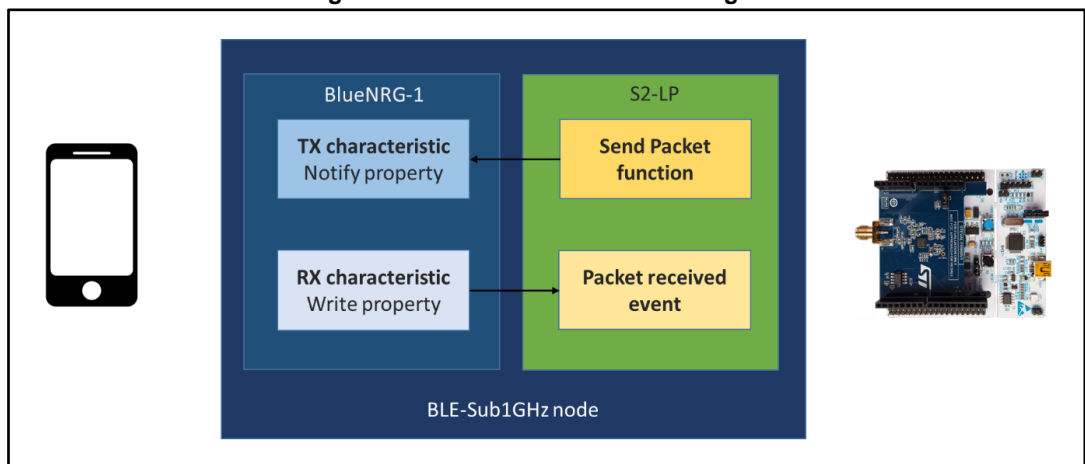 BlueNRG-1
S2-LP
TX characteristic
Notify property
Send Packet
function
RX characteristic
Write property
Packet received
event
BLE-Sub1GHz node